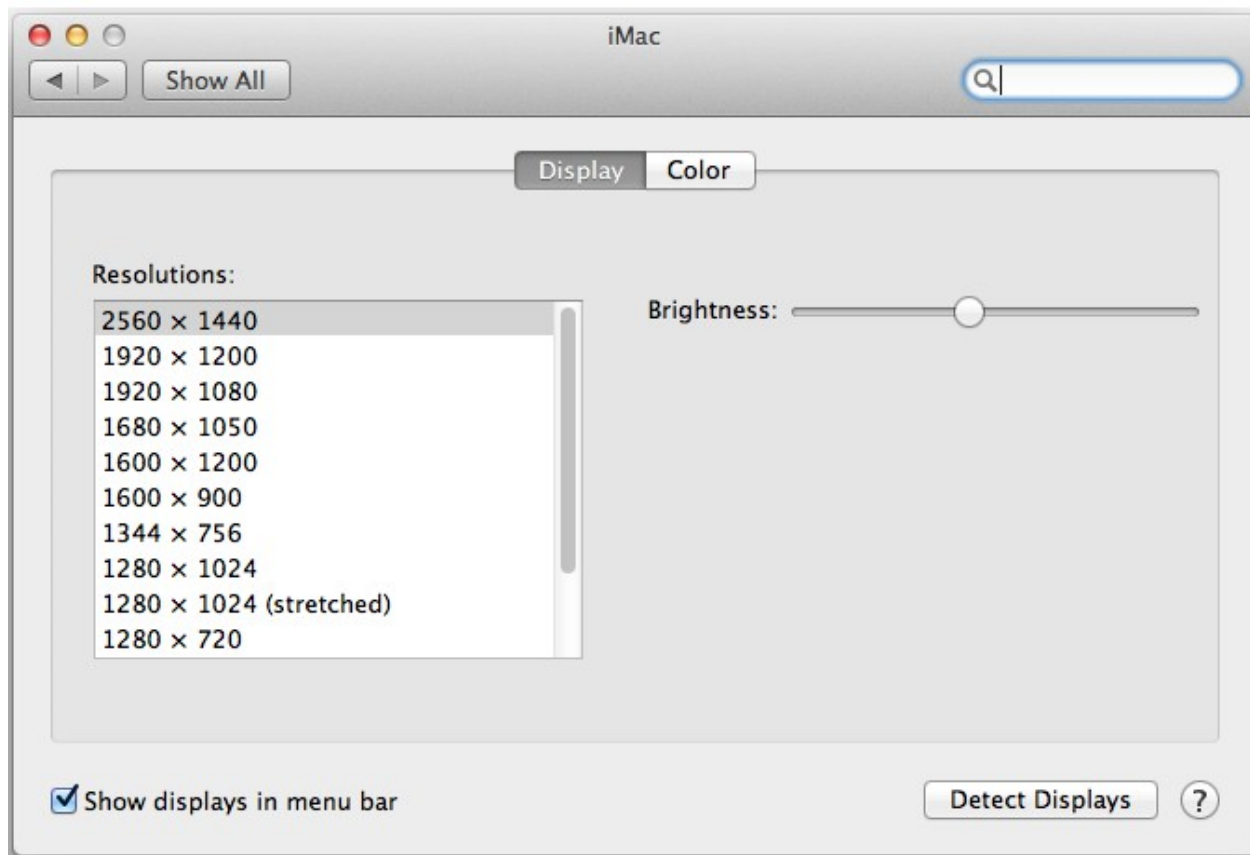 iMac
Show All
Display Color
Resolutions:
Brightness:
2560 × 1440
1920 × 1200
1920 × 1080
1680 × 1050
1600 × 1200
1600 × 900
1344 × 756
1280 × 1024
1280 × 1024 (stretched)
1280 × 720
Show displays in menu bar
Detect Displays ?